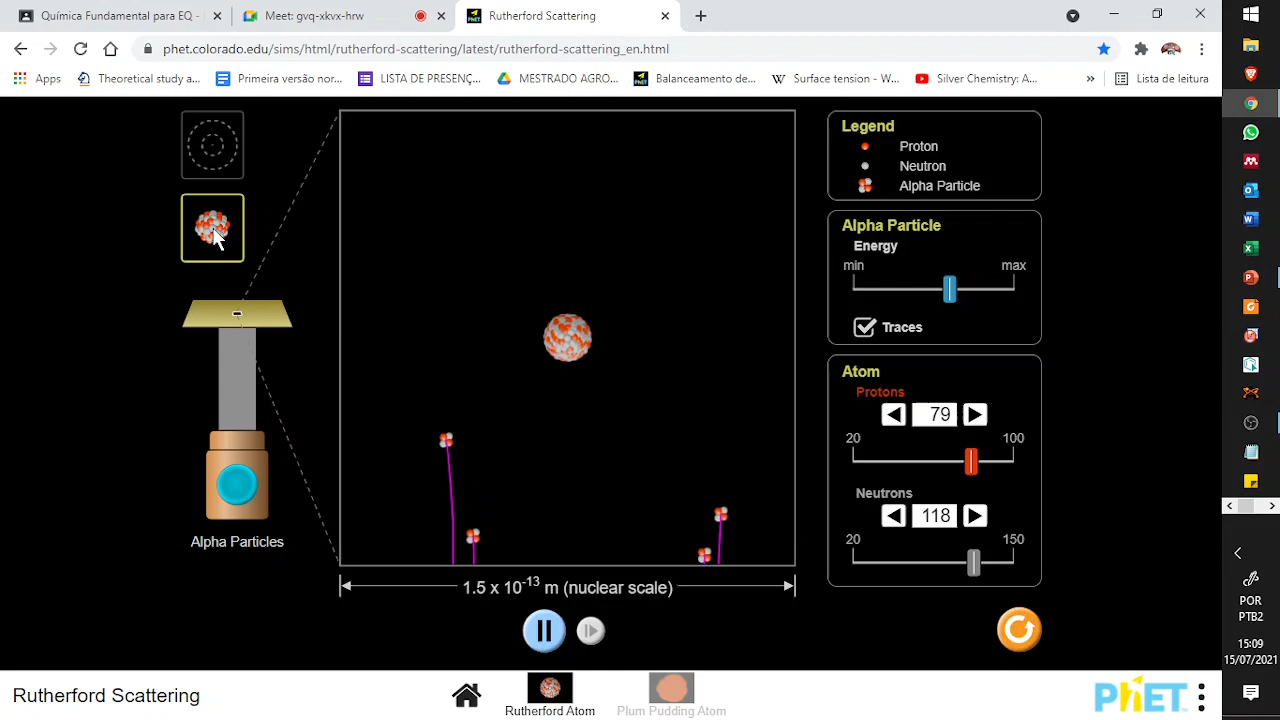 Química Fundamental para EQ -
Meet: gvq-xkvx-hrw
Rutherford Scattering
phet.colorado.edu/sims/html/rutherford-scattering/latest/rutherford-scattering_en.html
Apps
Theoretical study a...
Primeira versão nor...
LISTA DE PRESENÇ...
MESTRADO AGRO...
Balanceamento de...
Surface tension - W...
Silver Chemistry: A...
»
Lista de leitura
Legend
Proton
Neutron
Alpha Particle
Alpha Particle
Energy
min max
Traces
Atom
Protons
79
20 100
Neutrons
118
20 150
Alpha Particles
1.5 x 10⁻¹³ m (nuclear scale)
Rutherford Scattering
Rutherford Atom
Plum Pudding Atom
PhET
POR
PTB2
15:09
15/07/2021